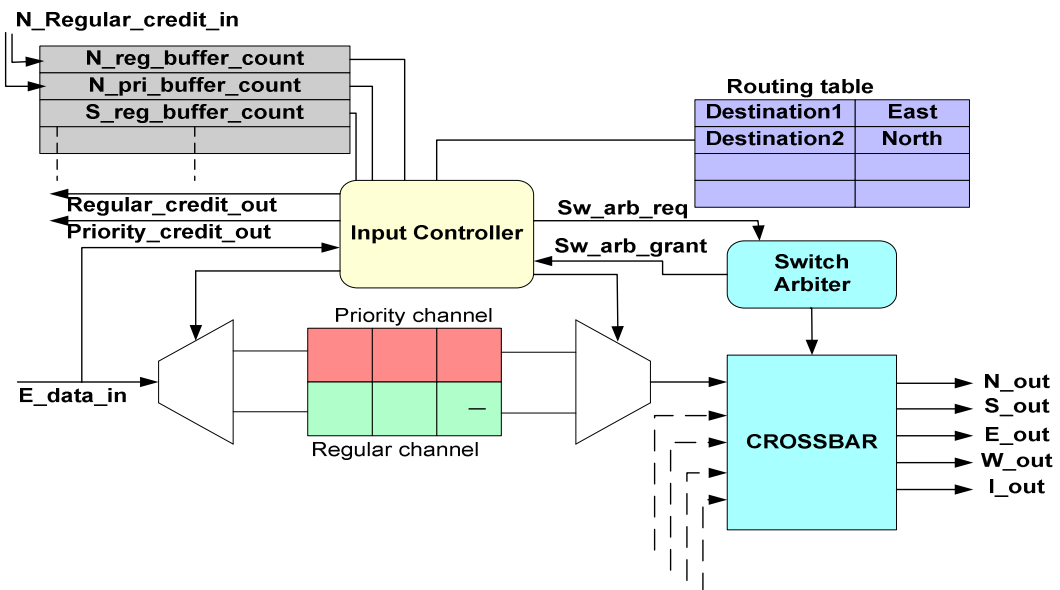 N_Regular_credit_in
N_reg_buffer_count
N_pri_buffer_count
S_reg_buffer_count
Routing table
Destination1 East
Destination2 North
Regular_credit_out
Priority_credit_out
Input Controller
Sw_arb_req
Sw_arb_grant
Switch
Arbiter
Priority channel
E_data_in
Regular channel
CROSSBAR
N_out
S_out
E_out
W_out
I_out